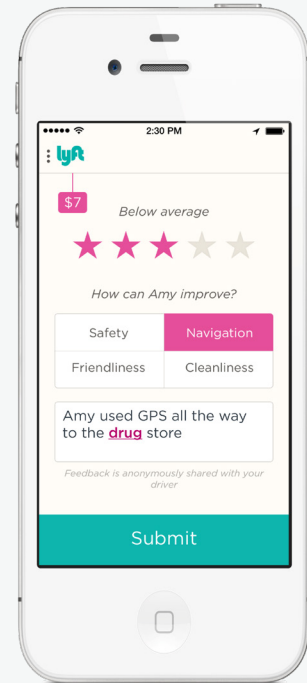 2:30 PM
lyft
$7
Below average
How can Amy improve?
Safety
Navigation
Friendliness
Cleanliness
Amy used GPS all the way
to the drug store
Feedback is anonymously shared with your
driver
Submit